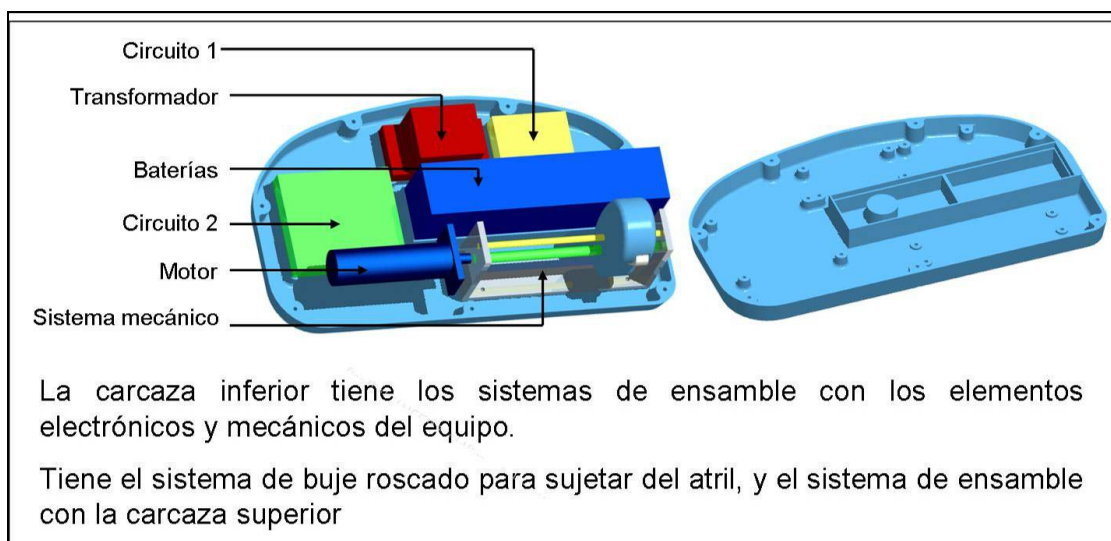 Circuito 1
Transformador
Baterías
Circuito 2
Motor
Sistema mecánico
La carcaza inferior tiene los sistemas de ensamble con los elementos
electrónicos y mecánicos del equipo.
Tiene el sistema de buje roscado para sujetar del atril, y el sistema de ensamble
con la carcaza superior